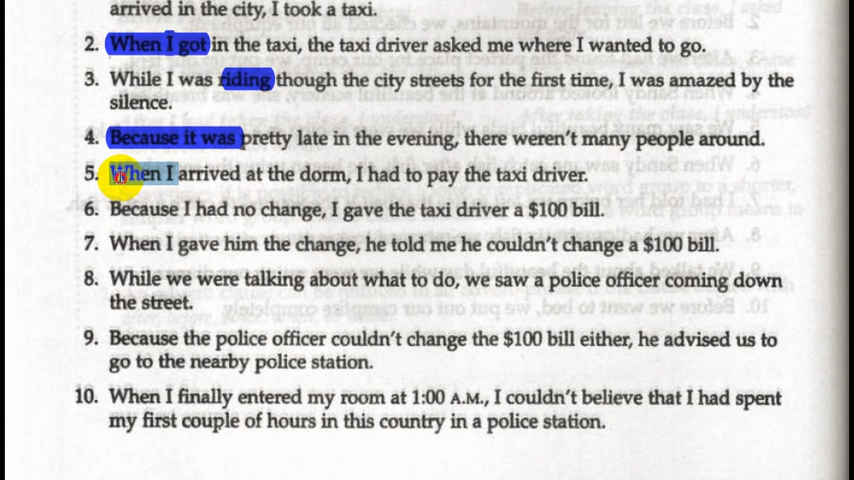 arrived in the city, I took a taxi.
2. When I got in the taxi, the taxi driver asked me where I wanted to go.
3. While I was riding though the city streets for the first time, I was amazed by the
silence.
4. Because it was pretty late in the evening, there weren't many people around.
5. When I arrived at the dorm, I had to pay the taxi driver.
6. Because I had no change, I gave the taxi driver a $100 bill.
7. When I gave him the change, he told me he couldn't change a $100 bill.
8. While we were talking about what to do, we saw a police officer coming down
the street.
9. Because the police officer couldn't change the $100 bill either, he advised us to
go to the nearby police station.
10. When I finally entered my room at 1:00 A.M., I couldn't believe that I had spent
my first couple of hours in this country in a police station.